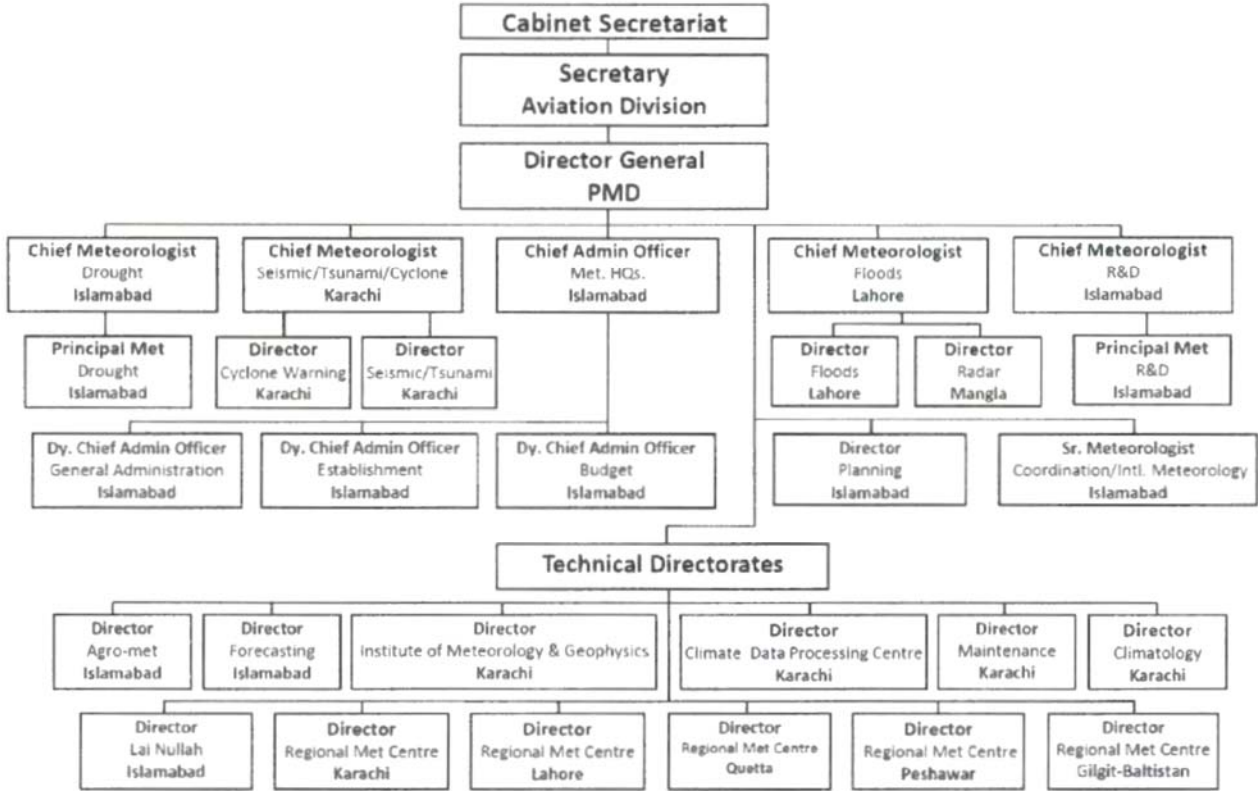 Cabinet Secretariat
Secretary
Aviation Division
Director General
PMD
Chief Meteorologist
Drought
Islamabad
Chief Meteorologist
Seismic/Tsunami/Cyclone
Karachi
Chief Admin Officer
Met. HQs.
Islamabad
Chief Meteorologist
Floods
Lahore
Chief Meteorologist
R&D
Islamabad
Principal Met
Drought
Islamabad
Director
Cyclone Warning
Karachi
Director
Seismic/Tsunami
Karachi
Director
Floods
Lahore
Director
Radar
Mangla
Principal Met
R&D
Islamabad
Dy. Chief Admin Officer
General Administration
Islamabad
Dy. Chief Admin Officer
Establishment
Islamabad
Dy. Chief Admin Officer
Budget
Islamabad
Director
Planning
Islamabad
Sr. Meteorologist
Coordination/Intl. Meteorology
Islamabad
Technical Directorates
Director
Agro-met
Islamabad
Director
Forecasting
Islamabad
Director
Institute of Meteorology & Geophysics
Karachi
Director
Climate Data Processing Centre
Karachi
Director
Maintenance
Karachi
Director
Climatology
Karachi
Director
Lai Nullah
Islamabad
Director
Regional Met Centre
Karachi
Director
Regional Met Centre
Lahore
Director
Regional Met Centre
Quetta
Director
Regional Met Centre
Peshawar
Director
Regional Met Centre
Gilgit-Baltistan